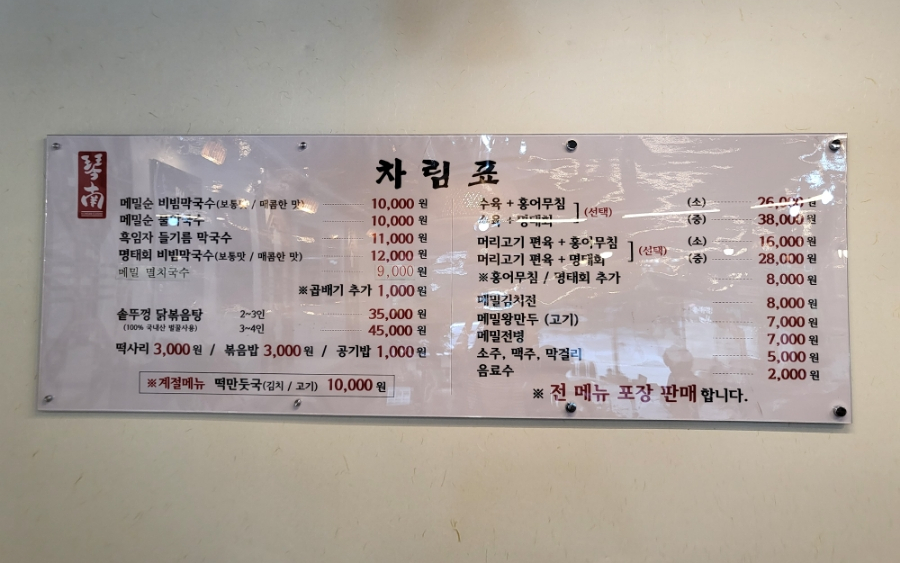 차림표
메밀순 비빔막국수(보통맛 / 매콤한 맛) 10,000 원
메밀순 물막국수 10,000 원
흑임자 들기름 막국수 11,000 원
명태회 비빔막국수(보통맛 / 매콤한 맛) 12,000 원
메밀 멸치국수 9,000 원
※곱배기 추가 1,000 원
솥뚜껑 닭볶음탕 2~3인 35,000 원
(100% 국내산 벌꿀사용) 3~4인 45,000 원
떡사리 3,000 원 / 볶음밥 3,000 원 / 공기밥 1,000 원
※계절메뉴 떡만둣국(김치 / 고기) 10,000 원
수육 + 홍어무침 (소) 26,000 원
수육 + 명태회 (선택) (중) 38,000 원
머리고기 편육 + 홍어무침 (소) 16,000 원
머리고기 편육 + 명태회 (선택) (중) 28,000 원
※홍어무침 / 명태회 추가 8,000 원
메밀김치전 8,000 원
메밀왕만두 (고기) 7,000 원
메밀전병 7,000 원
소주, 맥주, 막걸리 5,000 원
음료수 2,000 원
※ 전 메뉴 포장 판매 합니다.